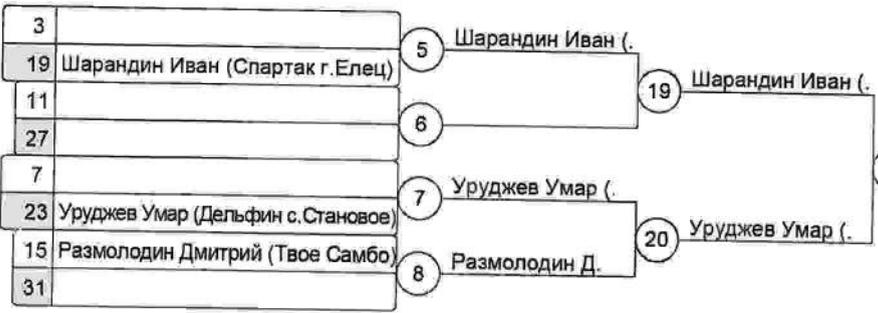 3
19 Шарандин Иван (Спартак г.Елец)
5 Шарандин Иван (.
11
27
6
19 Шарандин Иван (.
7
23 Уруджев Умар (Дельфин с.Становое)
7 Уруджев Умар (.
15 Размолодин Дмитрий (Твое Самбо)
31
8 Размолодин Д.
20 Уруджев Умар (.